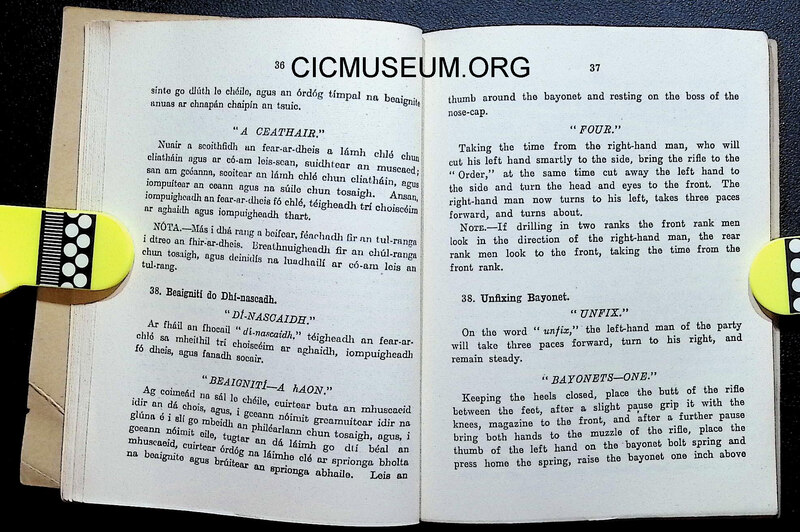 CICMUSEUM.ORG
36
sínte go dlúth le chéile, agus an órdóg timpal na beaignite
anuas ar chnapán chaipín an tsuic.
"A CEATHAIR."
Nuair a scoithfidh an fear-ar-dheis a lámh chlé chun
cliatháin agus ar có-am leis-sean, suidhtear an muscaed;
san am gcéanna, scoitear an lámh chlé chun cliatháin, agus
iompuítear an ceann agus na súile chun tosaigh. Ansan,
iompuigheadh an fear-ar-dheis fó chlé, téigheadh trí choiscéim
ar aghaidh agus iompuigheadh thart.
NÓTA.—Más i dhá rang a beifear, féachadh fir an tul-ranga
i dtreo an fhir-ar-dheis. Breathnuigheadh fir an chúl-ranga
chun tosaigh, agus deinidís na luadhailí ar có-am leis an
tul-rang.
38. Beaignití do Dhí-nascadh.
"DÍ-NASCAIDH."
Ar fháil an fhocail "dí-nascaidh," téigheadh an fear-ar-
chlé sa mheithil trí choiscéim ar aghaidh, iompuigheadh
fó dheis, agus fanadh socair.
"BEAIGNITÍ—A hAON."
Ag coimeád na sál le chéile, cuirtear buta an mhuscaeid
idir an dá chois, agus, i gceann nóimit greamuítear idir na
glúna é i slí go mbeidh an philéarlann chun tosaigh, agus, i
gceann nóimit eile, tugtar an dá láimh go dtí béal an
mhuscaeid, cuirtear órdóg na láimhe clé ar sprionga bholta
na beaignite agus brúitear an sprionga abhaile. Leis an
37
thumb around the bayonet and resting on the boss of the
nose-cap.
"FOUR."
Taking the time from the right-hand man, who will
cut his left hand smartly to the side, bring the rifle to the
"Order," at the same time cut away the left hand to
the side and turn the head and eyes to the front. The
right-hand man now turns to his left, takes three paces
forward, and turns about.
NOTE.—If drilling in two ranks the front rank men
look in the direction of the right-hand man, the rear
rank men look to the front, taking the time from the
front rank.
38. Unfixing Bayonet.
"UNFIX."
On the word "unfix," the left-hand man of the party
will take three paces forward, turn to his right, and
remain steady.
"BAYONETS—ONE."
Keeping the heels closed, place the butt of the rifle
between the feet, after a slight pause grip it with the
knees, magazine to the front, and after a further pause
bring both hands to the muzzle of the rifle, place the
thumb of the left hand on the bayonet bolt spring and
press home the spring, raise the bayonet one inch above